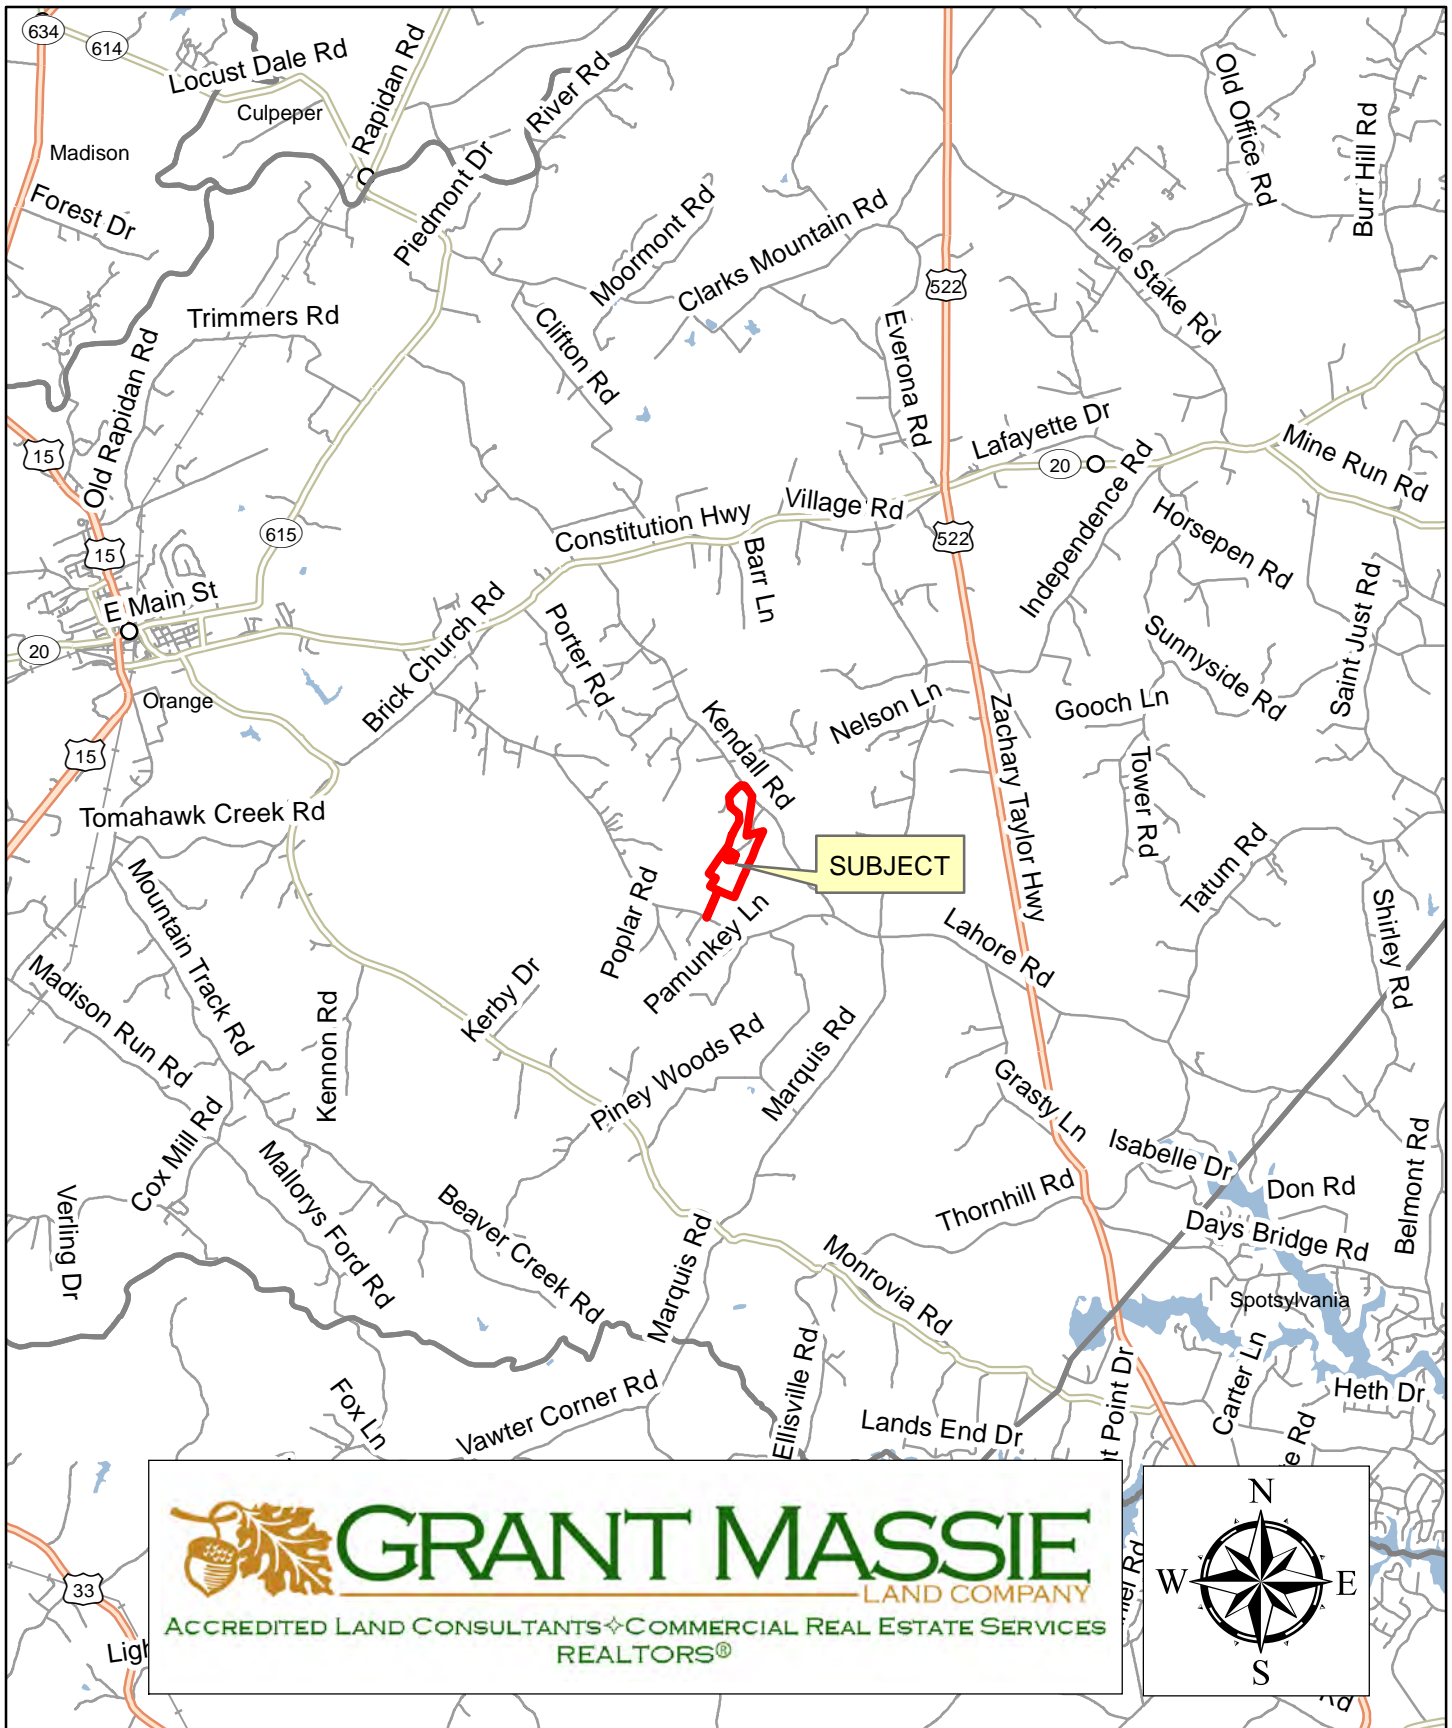 634
614
Locust Dale Rd
Rapidan Rd
River Rd
Culpeper
Madison
Old Office Rd
Burr Hill Rd
Forest Dr
Piedmont Dr
Moormont Rd
Clarks Mountain Rd
Pine Stake Rd
522
Trimmers Rd
Clifton Rd
Everona Rd
Old Rapidan Rd
Lafayette Dr
15
20
Mine Run Rd
Independence Rd
Village Rd
Constitution Hwy
615
522
Horsepen Rd
15
Barr Ln
E Main St
Brick Church Rd
Porter Rd
Saint Just Rd
Sunnyside Rd
20
Orange
Kendall Rd
Nelson Ln
Gooch Ln
Zachary Taylor Hwy
15
Tower Rd
Tomahawk Creek Rd
SUBJECT
Tatum Rd
Mountain Track Rd
Poplar Rd
Pamunkey Ln
Lahore Rd
Shirley Rd
Madison Run Rd
Kerby Dr
Kennon Rd
Piney Woods Rd
Marquis Rd
Grasty Ln
Cox Mill Rd
Mallorys Ford Rd
Isabelle Dr
Belmont Rd
Verling Dr
Beaver Creek Rd
Thornhill Rd
Don Rd
Days Bridge Rd
Marquis Rd
Monrovia Rd
Spotsylvania
Ellisville Rd
Carter Ln
Fox Ln
Vawter Corner Rd
Heth Dr
Lands End Dr
nt Point Dr
e Rd
GRANT MASSIE
LAND COMPANY
ACCREDITED LAND CONSULTANTS✧COMMERCIAL REAL ESTATE SERVICES
REALTORS®
N
W
E
S
33
Ligh
Rd